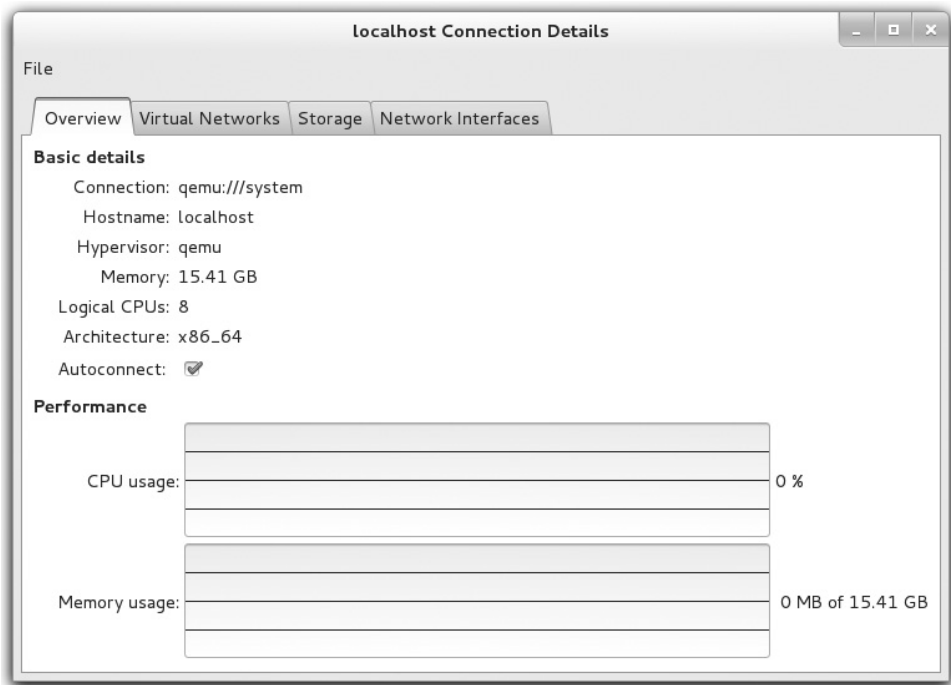 localhost Connection Details
File
Overview Virtual Networks Storage Network Interfaces
Basic details
Connection: qemu:///system
Hostname: localhost
Hypervisor: qemu
Memory: 15.41 GB
Logical CPUs: 8
Architecture: x86_64
Autoconnect:
Performance
CPU usage: 0 %
Memory usage: 0 MB of 15.41 GB